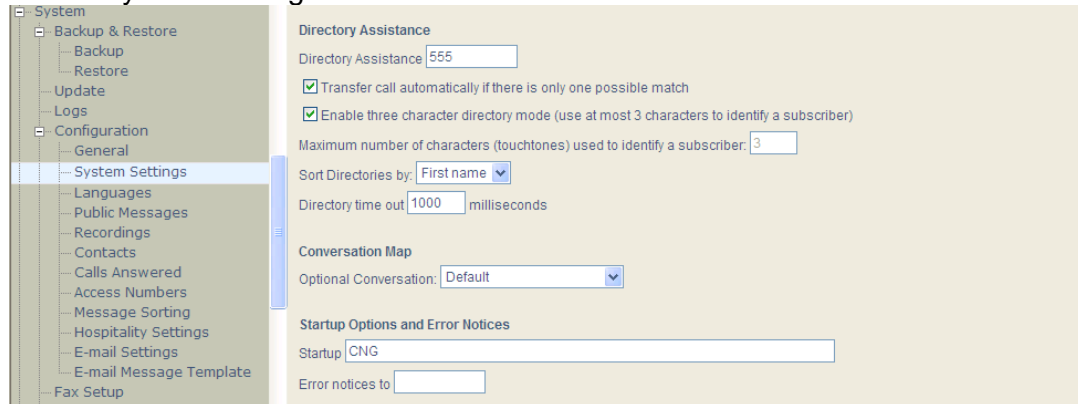 System
Backup & Restore
Backup
Restore
Update
Logs
Configuration
General
System Settings
Languages
Public Messages
Recordings
Contacts
Calls Answered
Access Numbers
Message Sorting
Hospitality Settings
E-mail Settings
E-mail Message Template
Fax Setup
Directory Assistance
Directory Assistance 555
Transfer call automatically if there is only one possible match
Enable three character directory mode (use at most 3 characters to identify a subscriber)
Maximum number of characters (touchtones) used to identify a subscriber: 3
Sort Directories by: First name
Directory time out 1000 milliseconds
Conversation Map
Optional Conversation: Default
Startup Options and Error Notices
Startup CNG
Error notices to